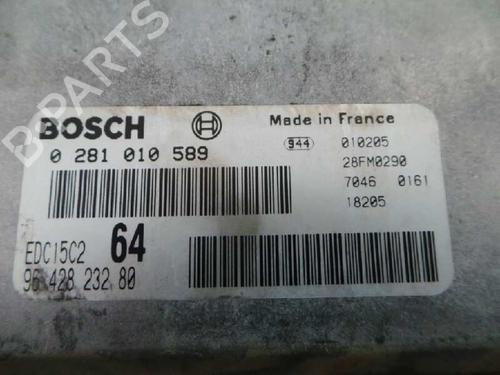 B-PARTS
BOSCH
Made in France
0 281 010 589
944 010205
28FM0290
7046 0161
18205
EDC15C2 64
96 428 232 80